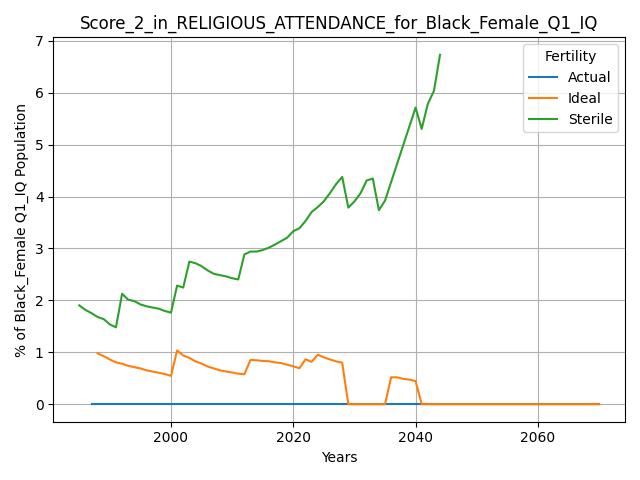 Score_2_in_RELIGIOUS_ATTENDANCE_for_Black_Female_Q1_IQ
% of Black_Female Q1_IQ Population
7
6
5
4
3
2
1
0
Fertility
Actual
Ideal
Sterile
2000
2020
2040
2060
Years